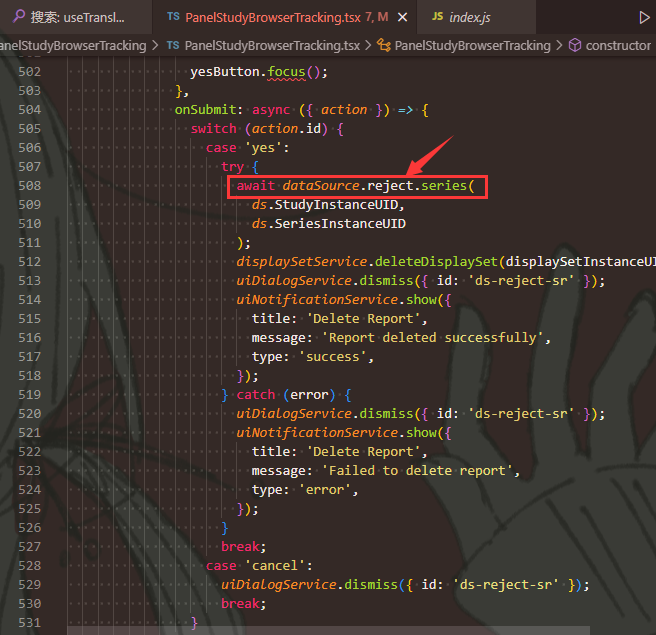 搜索: useTransl...
TS PanelStudyBrowserTracking.tsx 7, M
JS index.js
anelStudyBrowserTracking > TS PanelStudyBrowserTracking.tsx > PanelStudyBrowserTracking > constructor
502 yesButton.focus();
503 },
504 onSubmit: async ({ action }) => {
505 switch (action.id) {
506 case 'yes':
507 try {
508 await dataSource.reject.series(
509 ds.StudyInstanceUID,
510 ds.SeriesInstanceUID
511 );
512 displaySetService.deleteDisplaySet(displaySetInstanceUI
513 uiDialogService.dismiss({ id: 'ds-reject-sr' });
514 uiNotificationService.show({
515 title: 'Delete Report',
516 message: 'Report deleted successfully',
517 type: 'success',
518 });
519 } catch (error) {
520 uiDialogService.dismiss({ id: 'ds-reject-sr' });
521 uiNotificationService.show({
522 title: 'Delete Report',
523 message: 'Failed to delete report',
524 type: 'error',
525 });
526 }
527 break;
528 case 'cancel':
529 uiDialogService.dismiss({ id: 'ds-reject-sr' });
530 break;
531 }